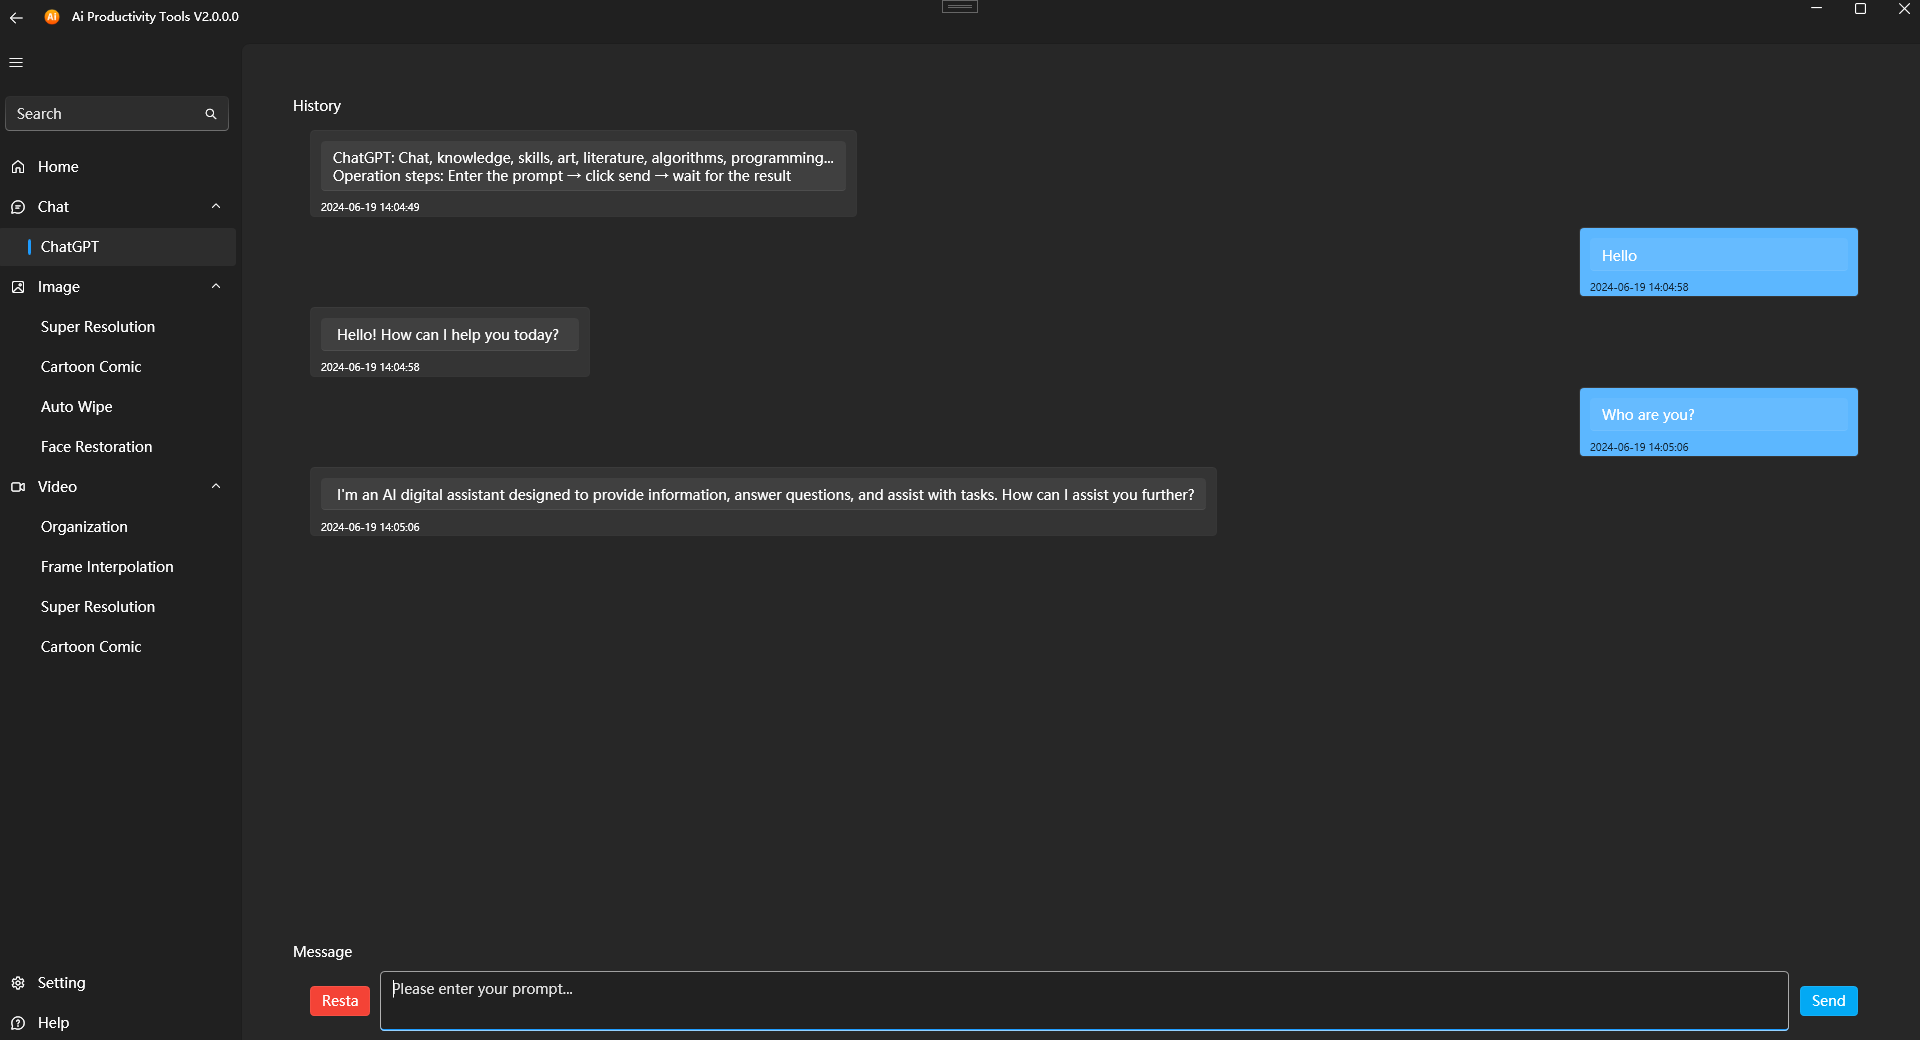 AI
Ai Productivity Tools V2.0.0.0
Search
Home
Chat
ChatGPT
Image
Super Resolution
Cartoon Comic
Auto Wipe
Face Restoration
Video
Organization
Frame Interpolation
Super Resolution
Cartoon Comic
Setting
Help
History
ChatGPT: Chat, knowledge, skills, art, literature, algorithms, programming...
Operation steps: Enter the prompt → click send → wait for the result
2024-06-19 14:04:49
Hello
2024-06-19 14:04:58
Hello! How can I help you today?
2024-06-19 14:04:58
Who are you?
2024-06-19 14:05:06
I'm an AI digital assistant designed to provide information, answer questions, and assist with tasks. How can I assist you further?
2024-06-19 14:05:06
Message
Resta
Please enter your prompt...
Send